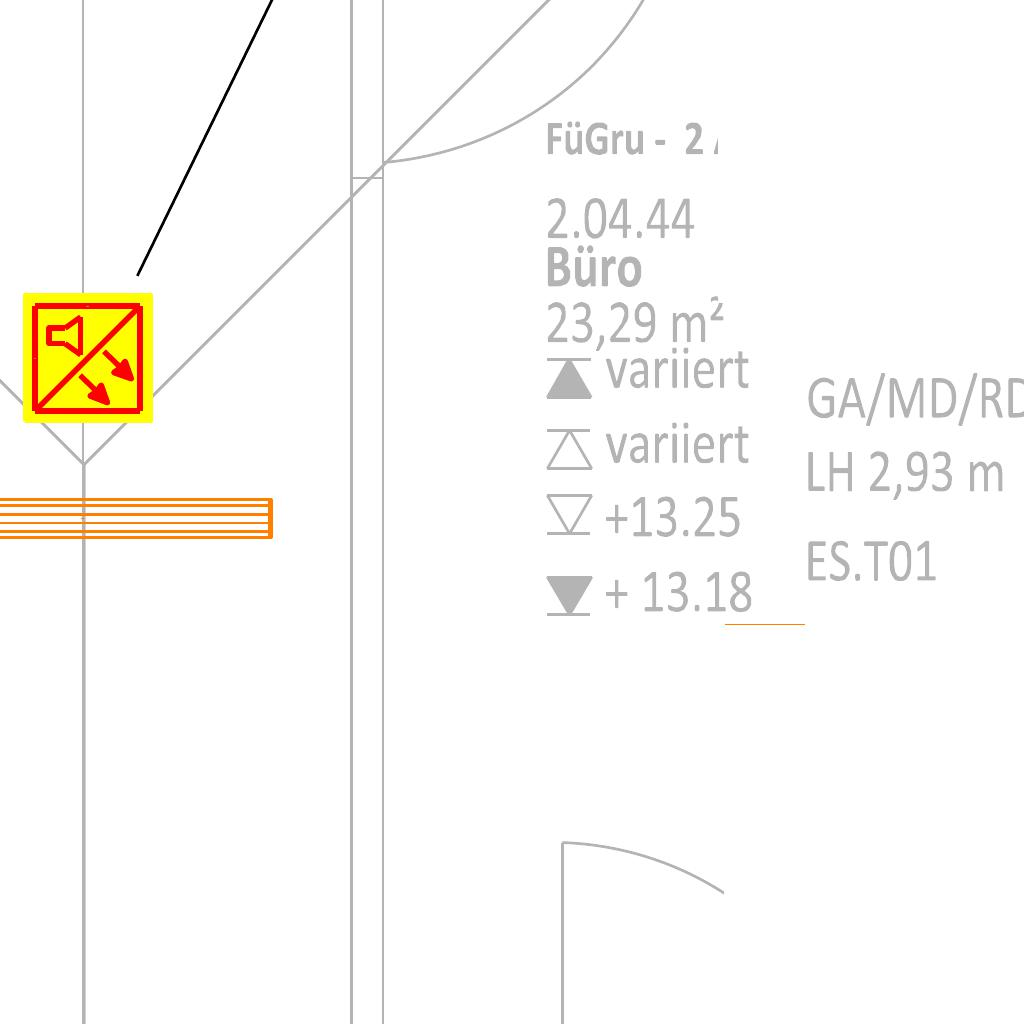 FüGru - 2
2.04.44
Büro
23,29 m²
variiert
variiert
+13.25
+ 13.18
GA/MD/RD
LH 2,93 m
ES.T01